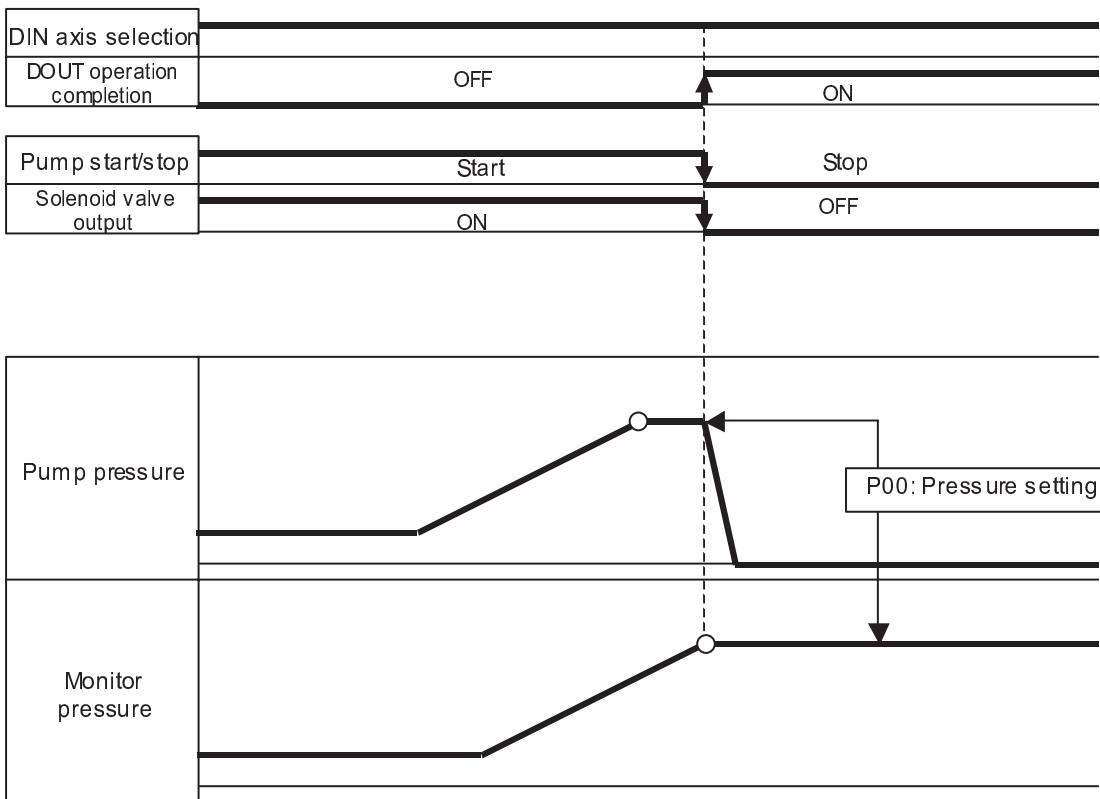 DIN axis selection
DOUT operation
completion
OFF
ON
Pump start/stop
Start
Stop
Solenoid valve
output
ON
OFF
Pump pressure
P00: Pressure setting
Monitor
pressure